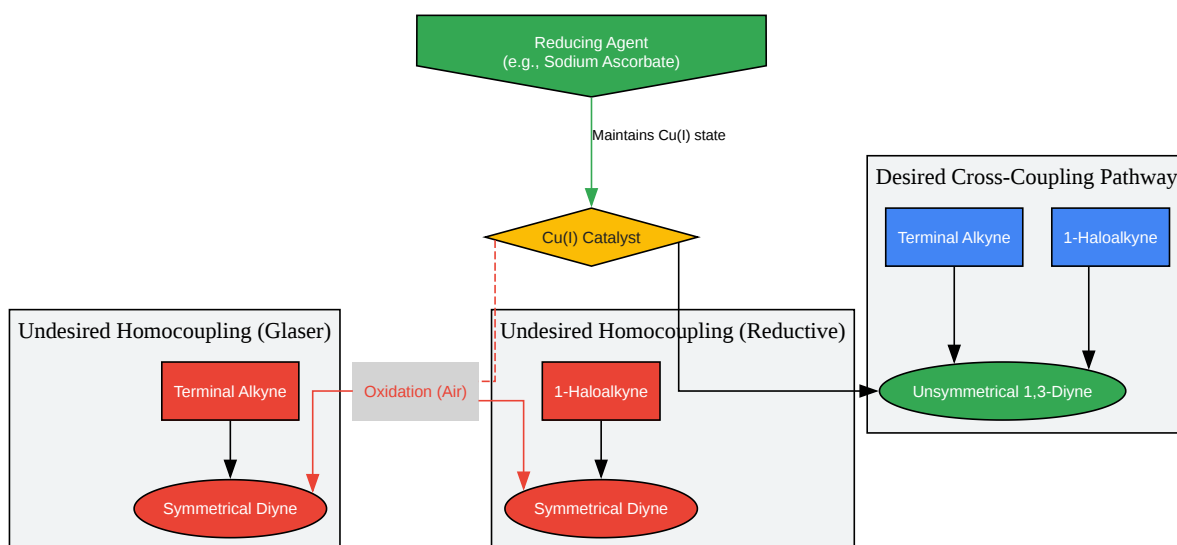 Reducing Agent
(e.g., Sodium Ascorbate)
Maintains Cu(I) state
Desired Cross-Coupling Pathway
Terminal Alkyne
1-Haloalkyne
Cu(I) Catalyst
Undesired Homocoupling (Glaser)
Undesired Homocoupling (Reductive)
Terminal Alkyne
Oxidation (Air)
1-Haloalkyne
Unsymmetrical 1,3-Diyne
Symmetrical Diyne
Symmetrical Diyne